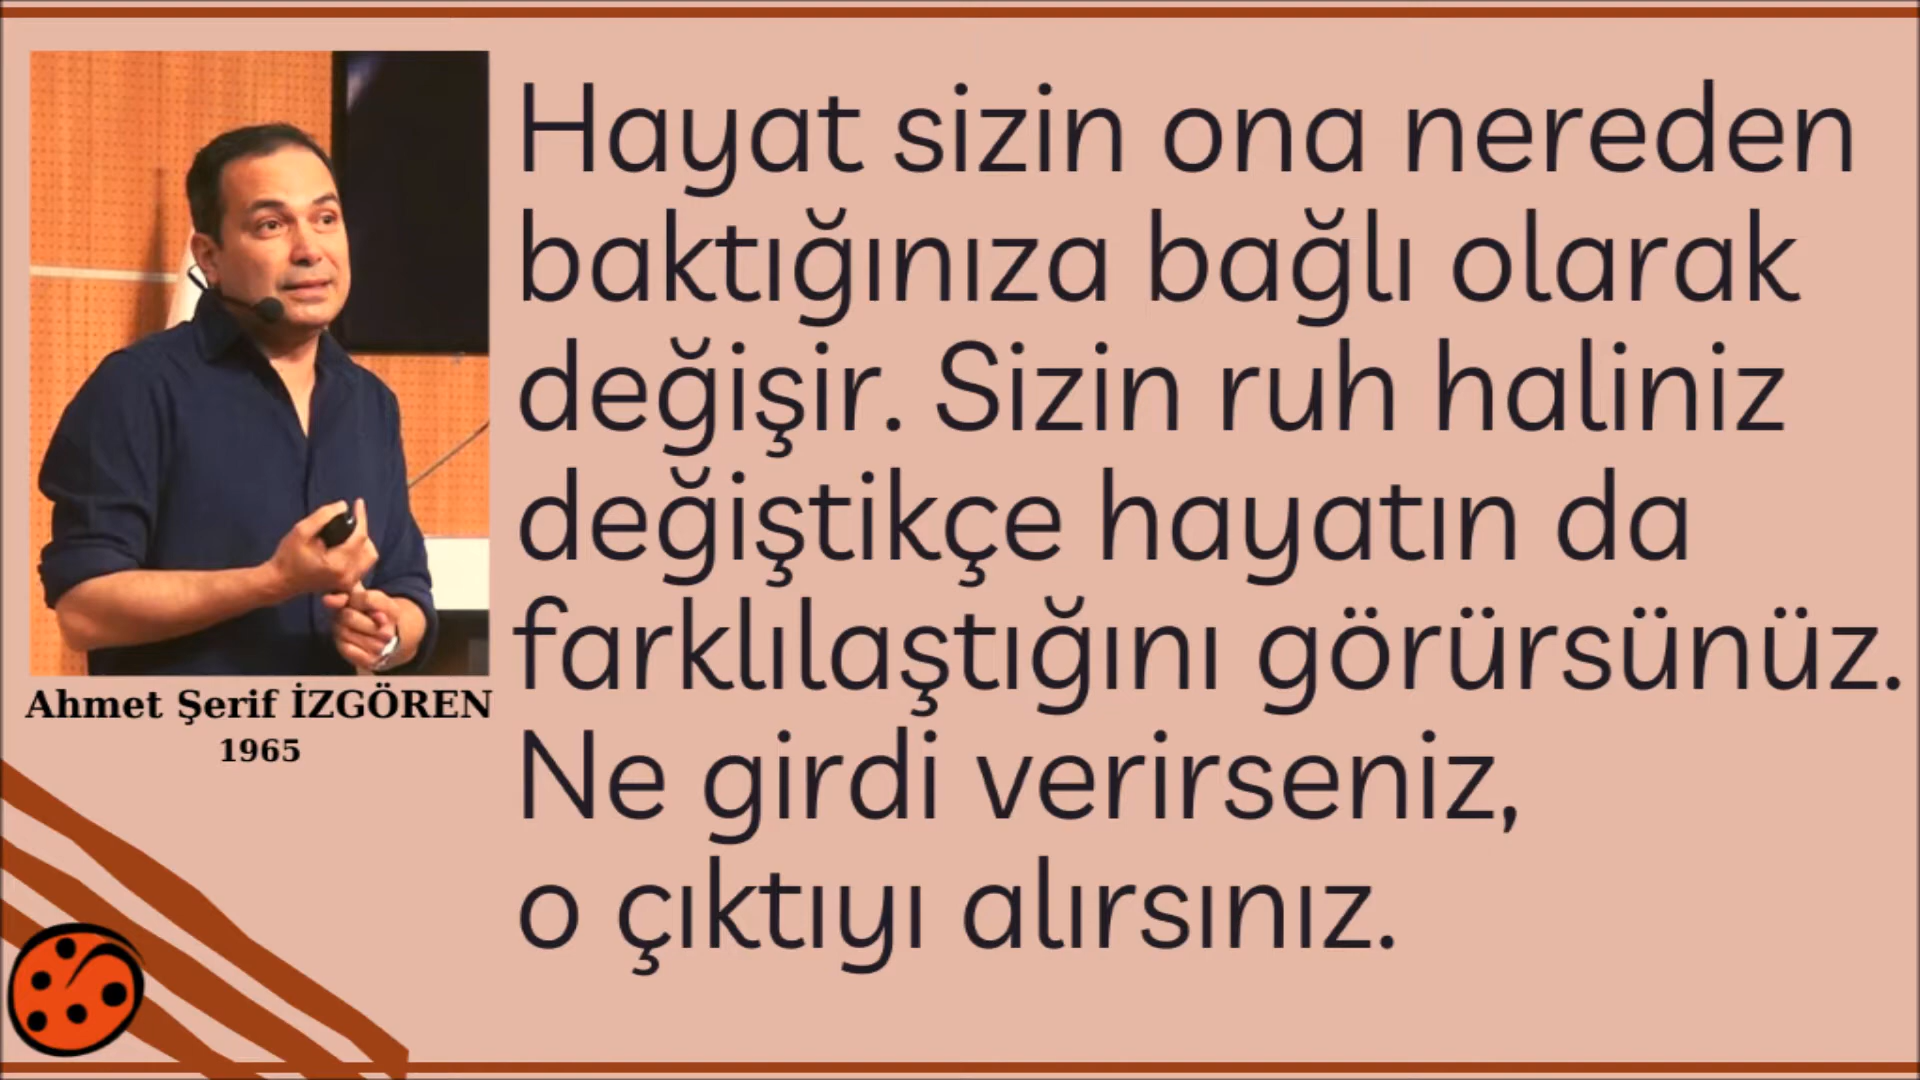 Hayat sizin ona nereden
baktığınıza bağlı olarak
değişir. Sizin ruh haliniz
değiştikçe hayatın da
farklılaştığını görürsünüz.
Ne girdi verirseniz,
o çıktıyı alırsınız.
Ahmet Şerif İZGÖREN
1965